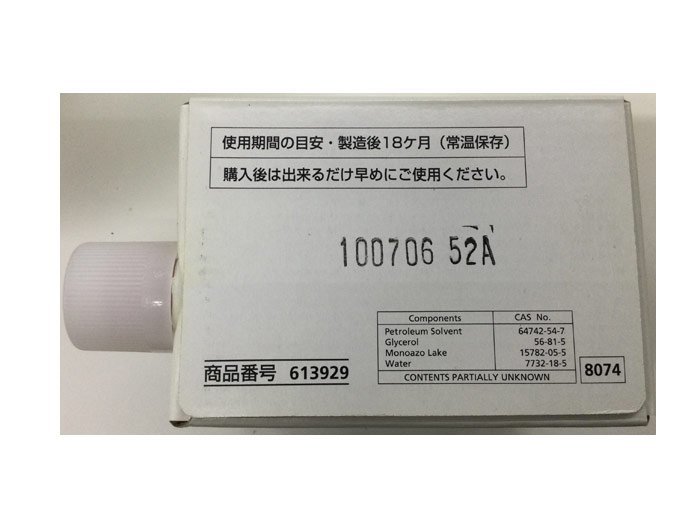 使用期間の目安・製造後18ケ月（常温保存）
購入後は出来るだけ早めにご使用ください。
100706 52A
Components CAS No.
Petroleum Solvent 64742-54-7
Glycerol 56-81-5
Monoazo Lake 15782-05-5
Water 7732-18-5
CONTENTS PARTIALLY UNKNOWN
商品番号 613929
8074